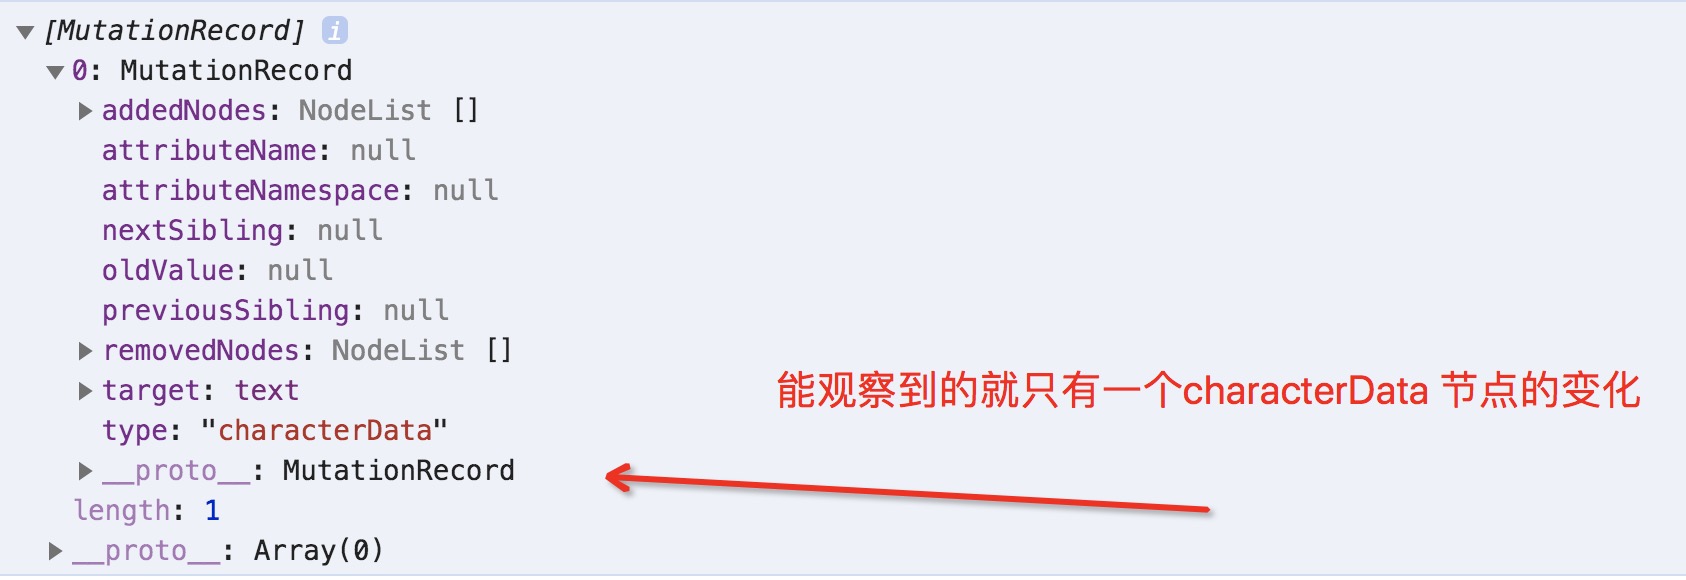 [MutationRecord] i
0: MutationRecord
addedNodes: NodeList []
attributeName: null
attributeNamespace: null
nextSibling: null
oldValue: null
previousSibling: null
removedNodes: NodeList []
target: text
能观察到的就只有一个characterData 节点的变化
type: "characterData"
__proto__: MutationRecord
length: 1
__proto__: Array(0)